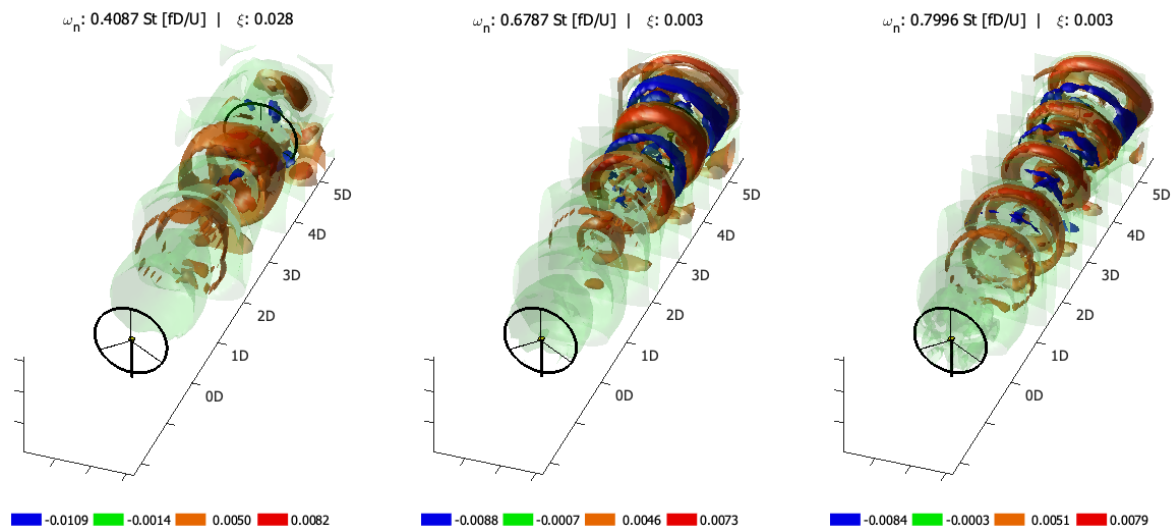 ωn: 0.4087 St [fD/U] | ξ: 0.028
5D
4D
3D
2D
1D
0D
-0.0109 -0.0014 0.0050 0.0082
ωn: 0.6787 St [fD/U] | ξ: 0.003
5D
4D
3D
2D
1D
0D
-0.0088 -0.0007 0.0046 0.0073
ωn: 0.7996 St [fD/U] | ξ: 0.003
5D
4D
3D
2D
1D
0D
-0.0084 -0.0003 0.0051 0.0079